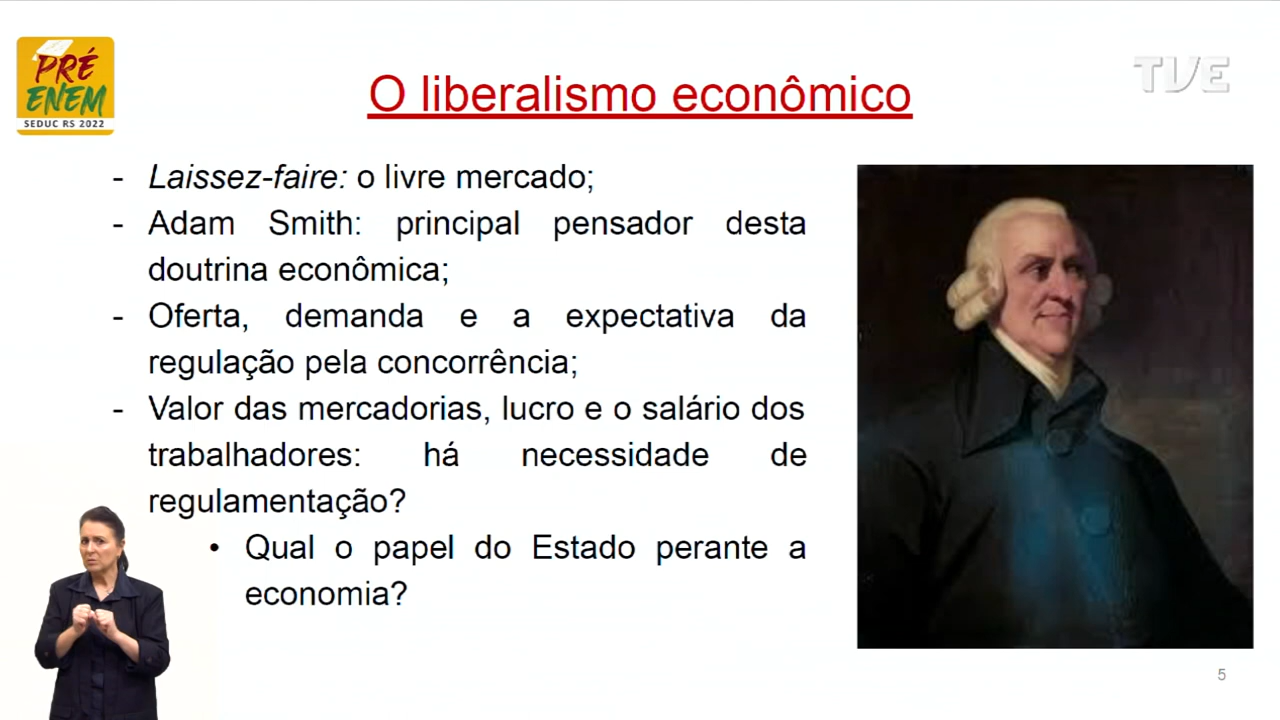 PRÉ
ENEM
SEDUC RS 2022
O liberalismo econômico
TVE
- Laissez-faire: o livre mercado;
- Adam Smith: principal pensador desta
doutrina econômica;
- Oferta, demanda e a expectativa da
regulação pela concorrência;
- Valor das mercadorias, lucro e o salário dos
trabalhadores: há necessidade de
regulamentação?
• Qual o papel do Estado perante a
economia?
5